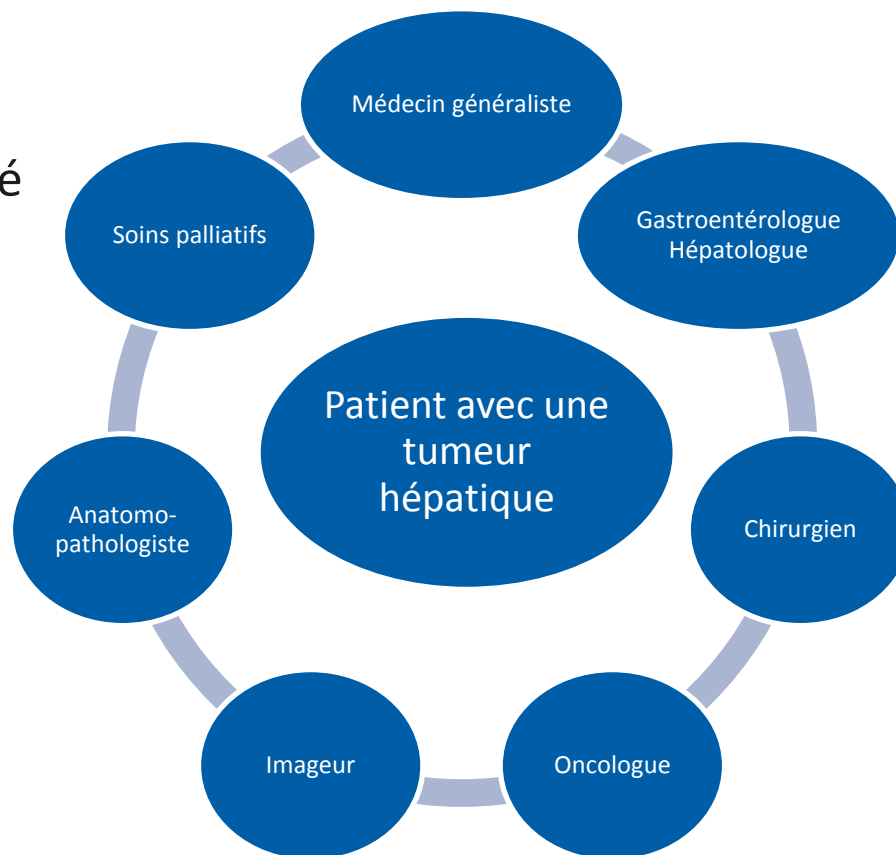 Médecin généraliste
é
Soins palliatifs
Gastroentérologue
Hépatologue
Patient avec une
tumeur
hépatique
Anatomo-
pathologiste
Chirurgien
Imageur
Oncologue